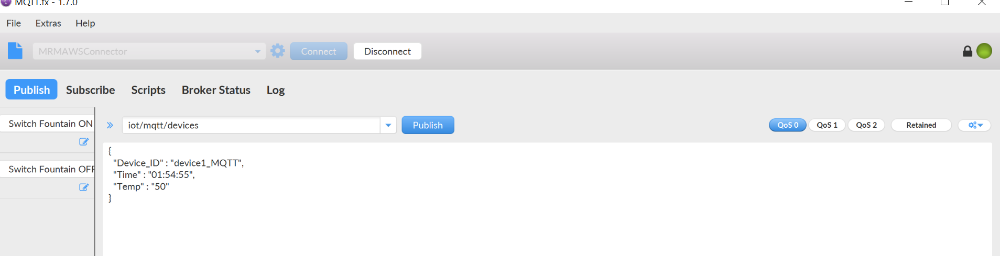 MQTT.fx - 1.7.0
File Extras Help
MRMAWSConnector Connect Disconnect
Publish Subscribe Scripts Broker Status Log
Switch Fountain ON
Switch Fountain OFF
iot/mqtt/devices Publish QoS 0 QoS 1 QoS 2 Retained
{
"Device_ID" : "device1_MQTT",
"Time" : "01:54:55",
"Temp" : "50"
}